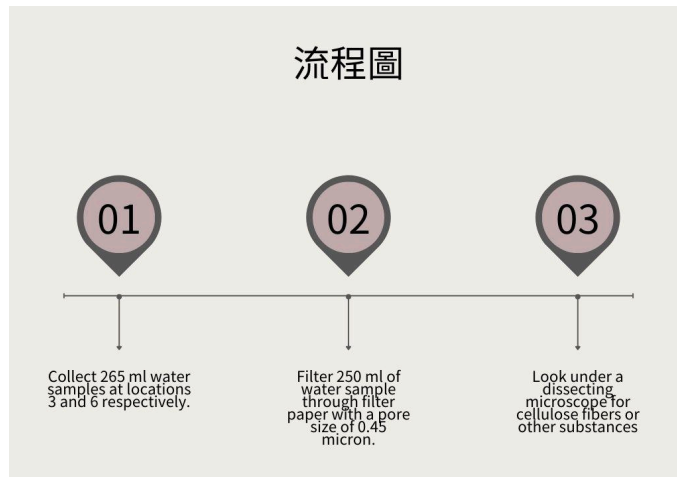 流程圖
01
02
03
Collect 265 ml water
samples at locations
3 and 6 respectively.
Filter 250 ml of
water sample
through filter
paper with a pore
size of 0.45
micron.
Look under a
dissecting
microscope for
cellulose fibers or
other substances